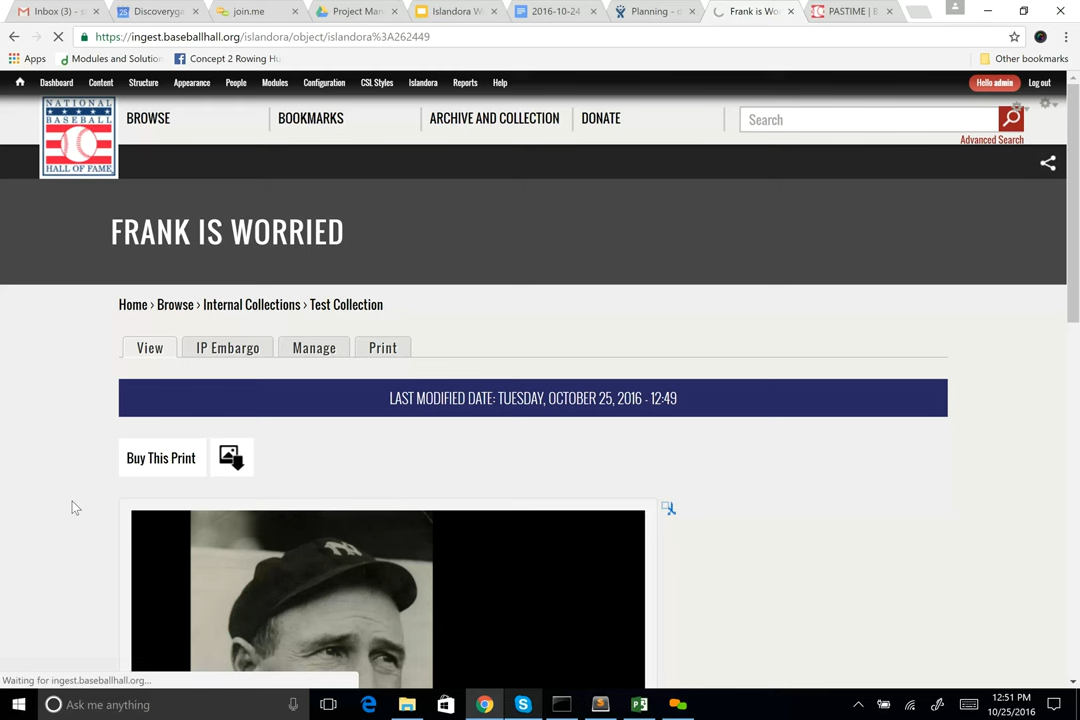 Inbox (3) - s
Discoveryga
join.me
Project Man
Islandora W
2016-10-24
Planning - d
Frank is Wo
PASTIME | B
https://ingest.baseballhall.org/islandora/object/islandora%3A262449
Apps
Modules and Solution
Concept 2 Rowing Hu
Other bookmarks
Dashboard Content Structure Appearance People Modules Configuration CSL Styles Islandora Reports Help
Hello admin Log out
NATIONAL
BASEBALL
HALL OF FAME
BROWSE BOOKMARKS ARCHIVE AND COLLECTION DONATE
Search
Advanced Search
FRANK IS WORRIED
Home › Browse › Internal Collections › Test Collection
View IP Embargo Manage Print
LAST MODIFIED DATE: TUESDAY, OCTOBER 25, 2016 - 12:49
Buy This Print
NY
Waiting for ingest.baseballhall.org...
Ask me anything
12:51 PM
10/25/2016